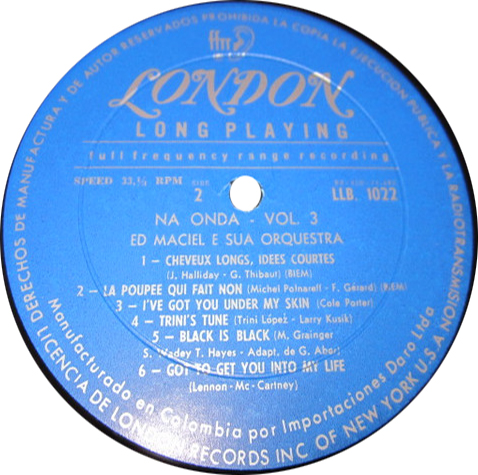 DERECHOS DE MANUFACTURA Y DE AUTOR RESERVADOS PROHIBIDA LA COPIA LA EJECUCION PUBLICA Y LA RADIOTRANSMISION
ffrr
LONDON
LONG PLAYING
full frequency range recording
SPEED 33,⅓ RPM
SIDE
2
LLB. 1022
NA ONDA - VOL. 3
ED MACIEL E SUA ORQUESTRA
1 — CHEVEUX LONGS, IDEES COURTES
(J. Halliday - G. Thibaut) (BIEM)
2 — LA POUPEE QUI FAIT NON (Michel Polnareff - F. Gérard) (BIEM)
3 — I'VE GOT YOU UNDER MY SKIN (Cole Porter)
4 — TRINI'S TUNE (Trini López - Larry Kusik)
5 — BLACK IS BLACK (M. Grainger
S. Wadey T. Hayes - Adapt. de G. Aber)
6 — GOT TO GET YOU INTO MY LIFE
(Lennon-Mc-Cartney)
Manufacturado en Colombia por Importaciones Daro Ltda
LICENCIA DE LONDON RECORDS INC OF NEW YORK U.S.A